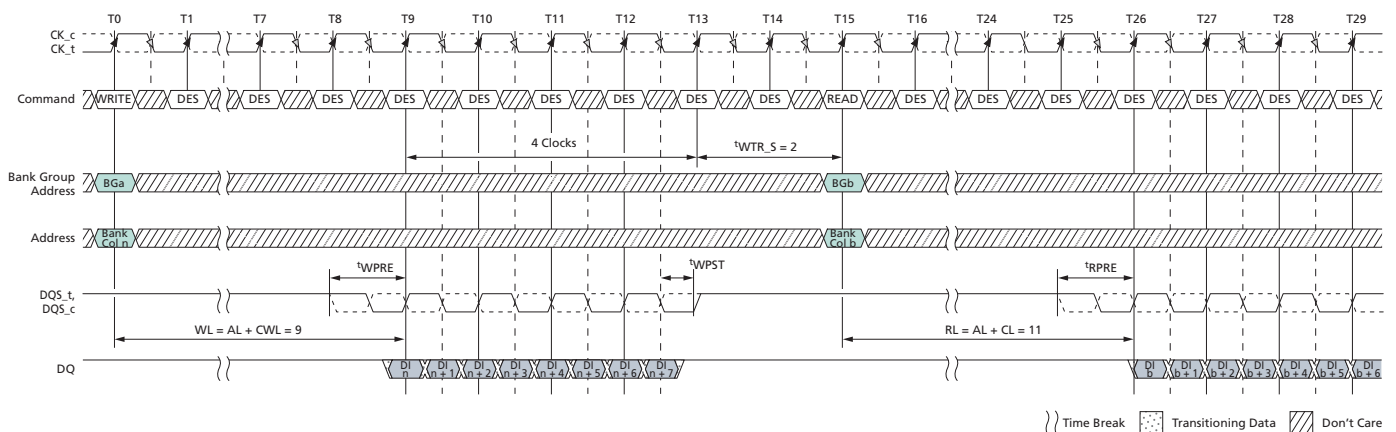 T0 T1 T7 T8 T9 T10 T11 T12 T13 T14 T15 T16 T24 T25 T26 T27 T28 T29
CK_c
CK_t
Command WRITE DES DES DES DES DES DES DES DES DES READ DES DES DES DES DES DES DES
4 Clocks tWTR_S = 2
Bank Group
Address
BGa BGb
Address
Bank
Col n
Bank
Col b
tWPRE tWPST tRPRE
DQS_t,
DQS_c
WL = AL + CWL = 9 RL = AL + CL = 11
DQ
DI
n
DI
n + 1
DI
n + 2
DI
n + 3
DI
n + 4
DI
n + 5
DI
n + 6
DI
n + 7
DI
b
DI
b + 1
DI
b + 2
DI
b + 3
DI
b + 4
DI
b + 5
DI
b + 6
Time Break Transitioning Data Don't Care